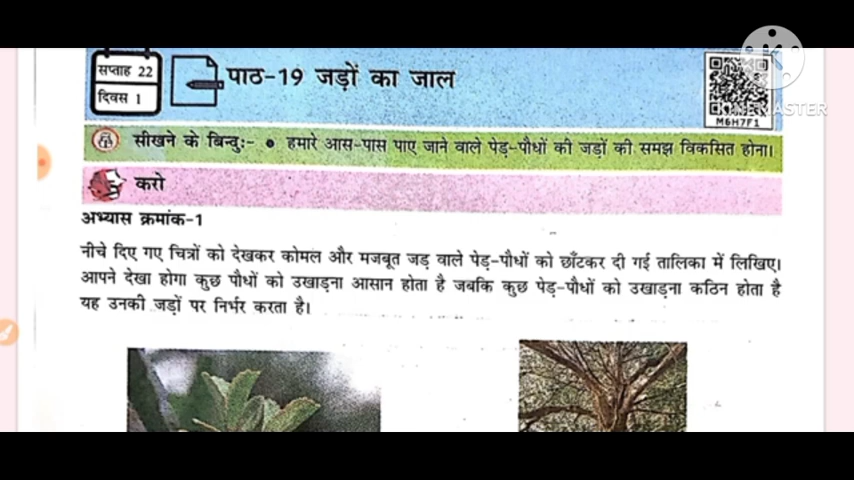 सप्ताह 22
दिवस 1
पाठ-19 जड़ों का जाल
M6H7F1
KINEMASTER
सीखने के बिन्दु:- ● हमारे आस-पास पाए जाने वाले पेड़-पौधों की जड़ों की समझ विकसित होना।
करो
अभ्यास क्रमांक-1
नीचे दिए गए चित्रों को देखकर कोमल और मजबूत जड़ वाले पेड़-पौधों को छाँटकर दी गई तालिका में लिखिए।
आपने देखा होगा कुछ पौधों को उखाड़ना आसान होता है जबकि कुछ पेड़-पौधों को उखाड़ना कठिन होता है
यह उनकी जड़ों पर निर्भर करता है।